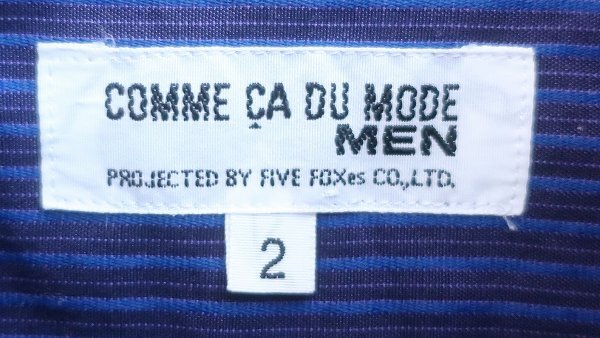 COMME ÇA DU MODE
MEN
PROJECTED BY FIVE FOXes CO.,LTD.
2